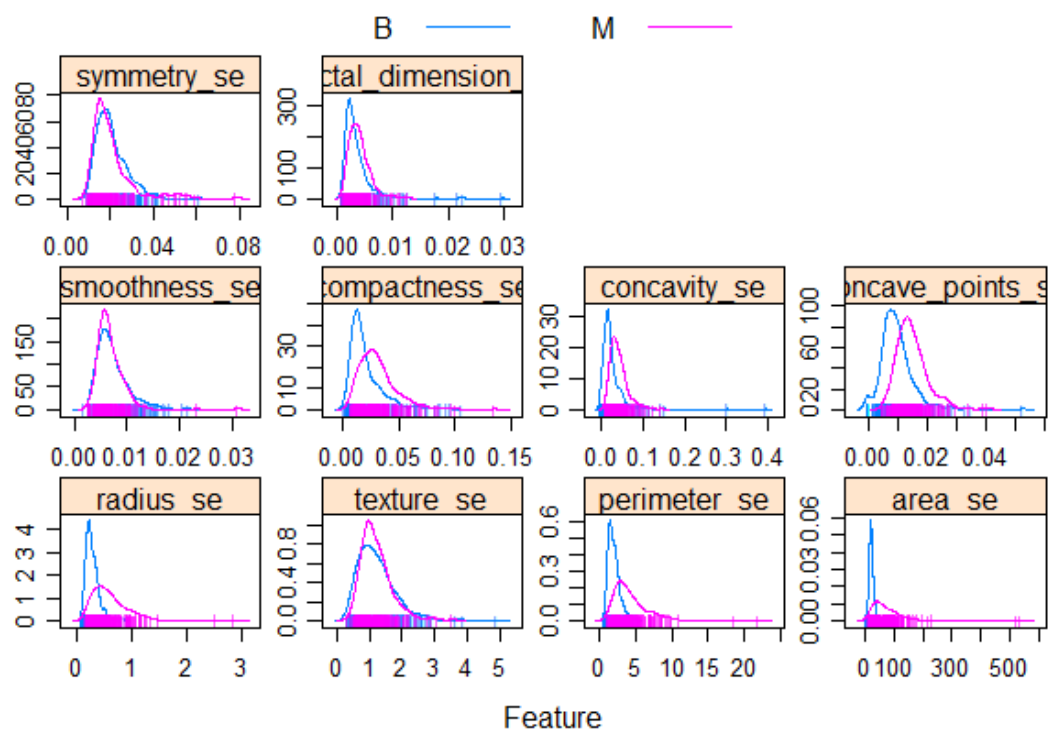 B M
symmetry_se ctal_dimension_
0 20406080
0 100 300
0.00 0.04 0.08 0.00 0.01 0.02 0.03
smoothness_se compactness_se concavity_se oncave_points_s
0 50 150
0 10 30
0 10 20 30
0 20 60 100
0.00 0.01 0.02 0.03 0.00 0.05 0.10 0.15 0.0 0.1 0.2 0.3 0.4 0.00 0.02 0.04
radius_se texture_se perimeter_se area_se
0 1 2 3 4
0.0 0.4 0.8
0.0 0.3 0.6
0.00 0.03 0.06
0 1 2 3 0 1 2 3 4 5 0 5 10 20 0 100 300 500
Feature